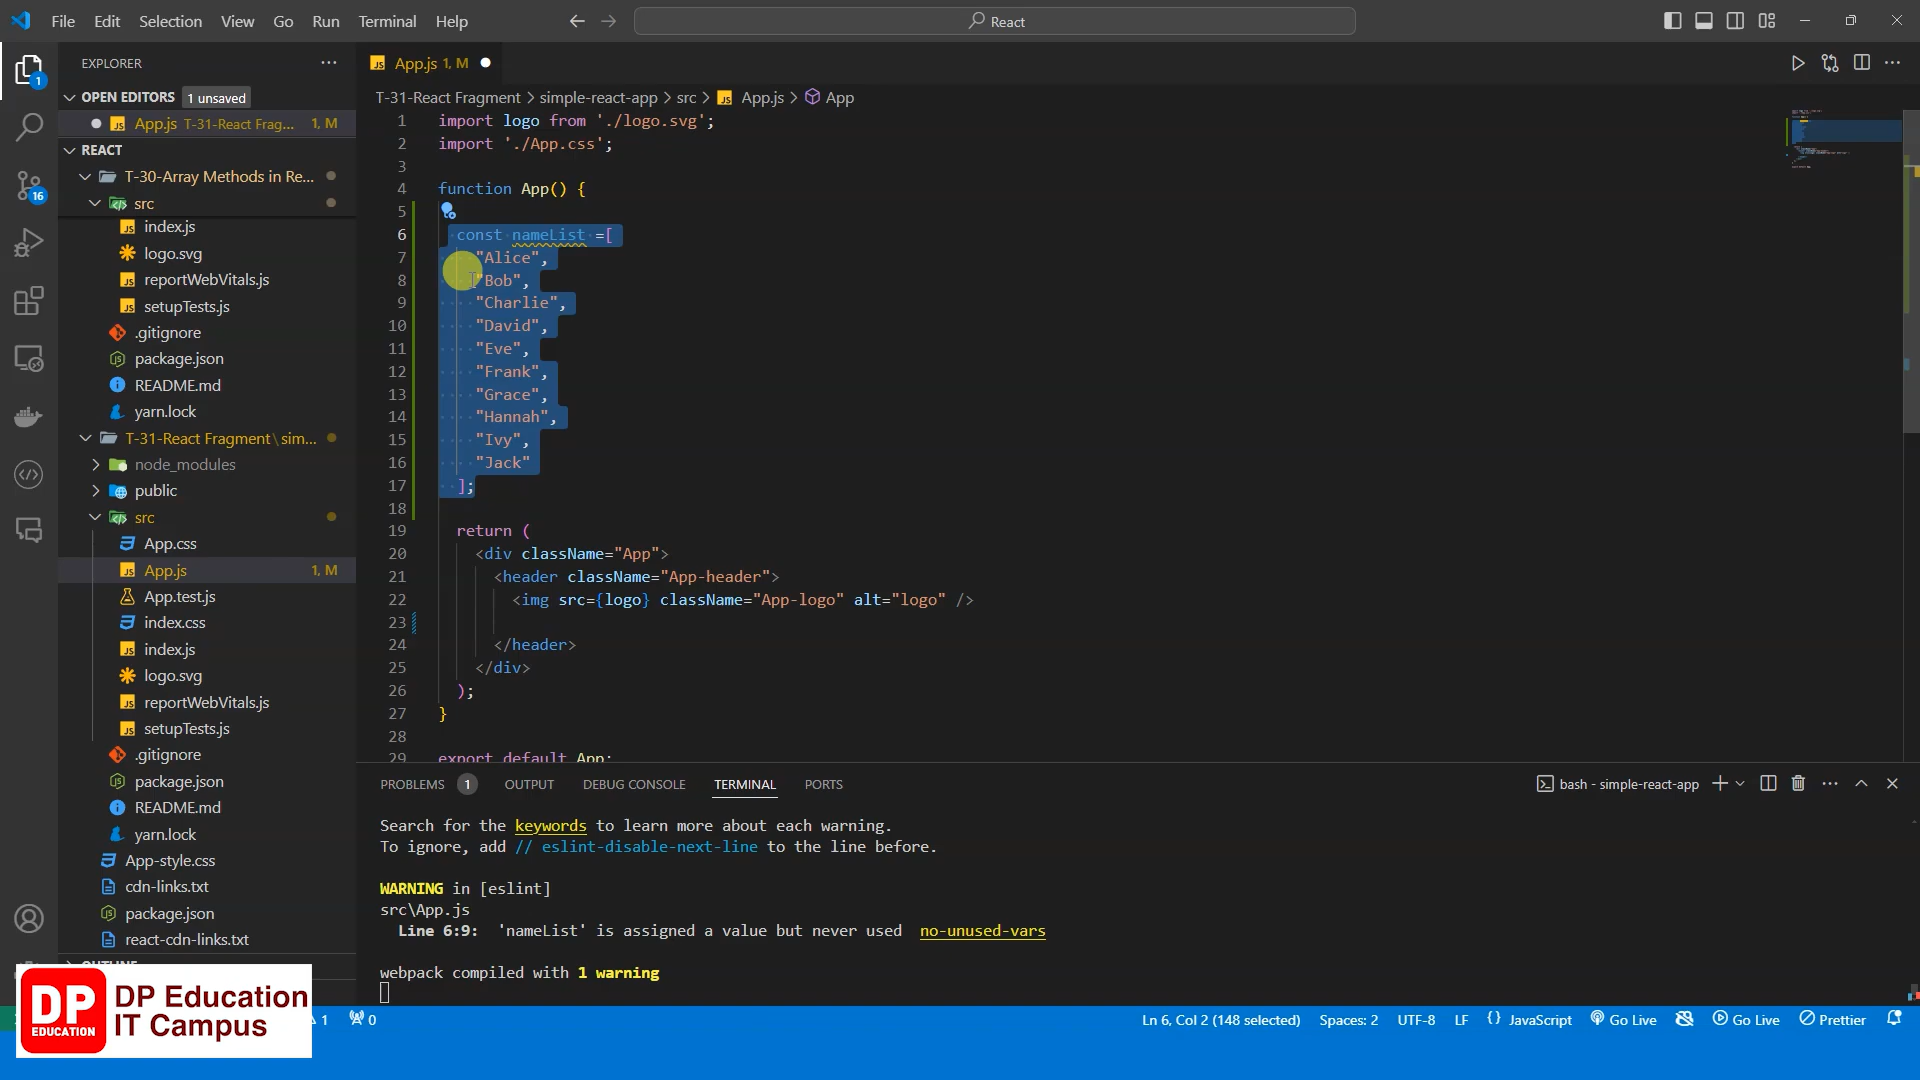 File Edit Selection View Go Run Terminal Help
React
EXPLORER
OPEN EDITORS 1 unsaved
App.js T-31-React Frag... 1, M
REACT
T-30-Array Methods in Re...
src
index.js
logo.svg
reportWebVitals.js
setupTests.js
.gitignore
package.json
README.md
yarn.lock
T-31-React Fragment\sim...
node_modules
public
src
App.css
App.js 1, M
App.test.js
index.css
index.js
logo.svg
reportWebVitals.js
setupTests.js
.gitignore
package.json
README.md
yarn.lock
App-style.css
cdn-links.txt
package.json
react-cdn-links.txt
1
16
App.js 1, M
T-31-React Fragment > simple-react-app > src > App.js > App
1 import logo from './logo.svg';
2 import './App.css';
3
4 function App() {
5
6 const nameList =[
7 "Alice",
8 "Bob",
9 "Charlie",
10 "David",
11 "Eve",
12 "Frank",
13 "Grace",
14 "Hannah",
15 "Ivy",
16 "Jack"
17 ];
18
19 return (
20 <div className="App">
21 <header className="App-header">
22 <img src={logo} className="App-logo" alt="logo" />
23
24 </header>
25 </div>
26 );
27 }
28
29 export default App;
PROBLEMS 1 OUTPUT DEBUG CONSOLE TERMINAL PORTS
bash - simple-react-app
Search for the keywords to learn more about each warning.
To ignore, add // eslint-disable-next-line to the line before.
WARNING in [eslint]
src\App.js
Line 6:9: 'nameList' is assigned a value but never used no-unused-vars
webpack compiled with 1 warning
DP EDUCATION
DP Education
IT Campus
1 0
Ln 6, Col 2 (148 selected) Spaces: 2 UTF-8 LF {} JavaScript Go Live Go Live Prettier